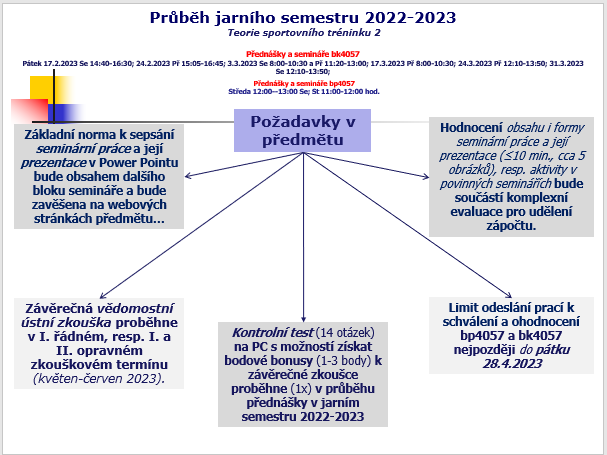 Průběh jarního semestru 2022-2023
Teorie sportovního tréninku 2
Přednášky a semináře bk4057
Pátek 17.2.2023 Se 14:40-16:30; 24.2.2023 Př 15:05-16:45; 3.3.2023 Se 8:00-10:30 a Př 11:20-13:00; 17.3.2023 Př 8:00-10:30; 24.3.2023 Př 12:10-13:50; 31.3.2023
Se 12:10-13:50;
Přednášky a semináře bp4057
Středa 12:00—13:00 Se; St 11:00-12:00 hod.
Požadavky v
předmětu
Základní norma k sepsání
seminární práce a její
prezentace v Power Pointu
bude obsahem dalšího
bloku semináře a bude
zavěšena na webových
stránkách předmětu...
Hodnocení obsahu i formy
seminární práce a její
prezentace (≤10 min., cca 5
obrázků), resp. aktivity v
povinných seminářích bude
součástí komplexní
evaluace pro udělení
zápočtu.
Závěrečná vědomostní
ústní zkouška proběhne
v I. řádném, resp. I. a
II. opravném
zkouškovém termínu
(květen-červen 2023).
Kontrolní test (14 otázek)
na PC s možností získat
bodové bonusy (1-3 body) k
závěrečné zkoušce
proběhne (1x) v průběhu
přednášky v jarním
semestru 2022-2023
Limit odeslání prací k
schválení a ohodnocení
bp4057 a bk4057
nejpozději do pátku
28.4.2023